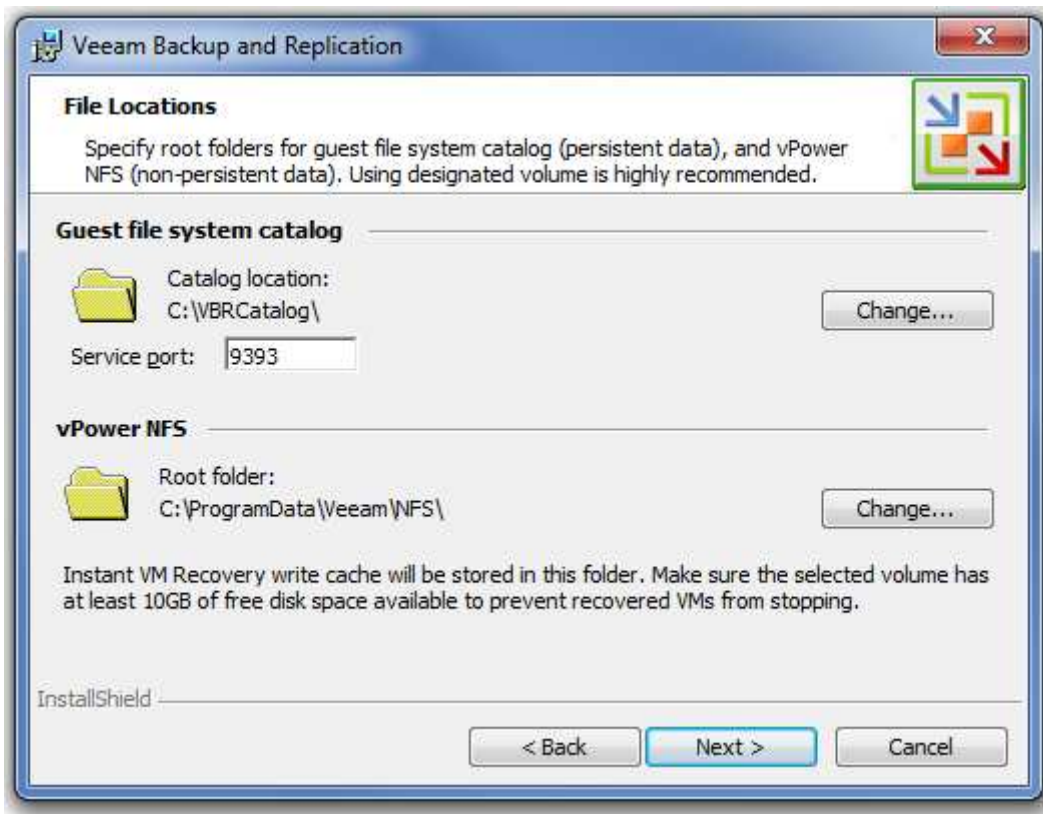 Veeam Backup and Replication
File Locations
Specify root folders for guest file system catalog (persistent data), and vPower
NFS (non-persistent data). Using designated volume is highly recommended.
Guest file system catalog
Catalog location:
C:\VBRCatalog\
Change...
Service port: 9393
vPower NFS
Root folder:
C:\ProgramData\Veeam\NFS\
Change...
Instant VM Recovery write cache will be stored in this folder. Make sure the selected volume has
at least 10GB of free disk space available to prevent recovered VMs from stopping.
InstallShield
< Back Next > Cancel